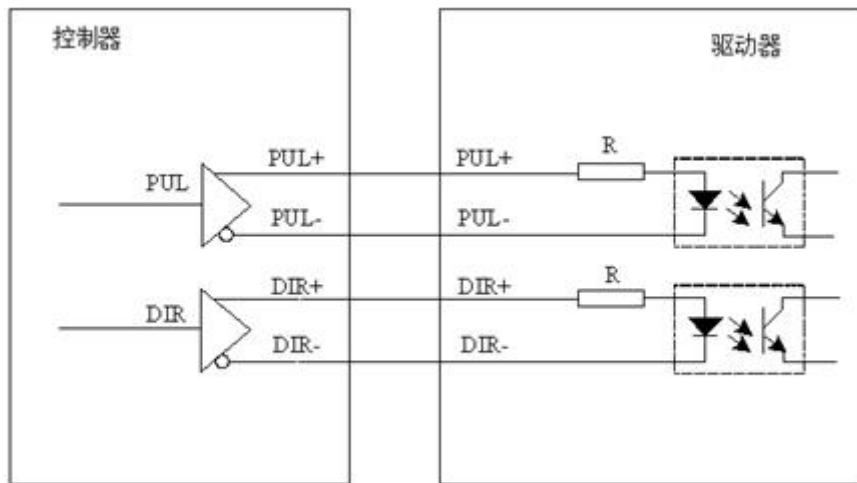 控制器
驱动器
PUL
PUL+
PUL+
R
PUL-
PUL-
DIR
DIR+
DIR+
R
DIR-
DIR-